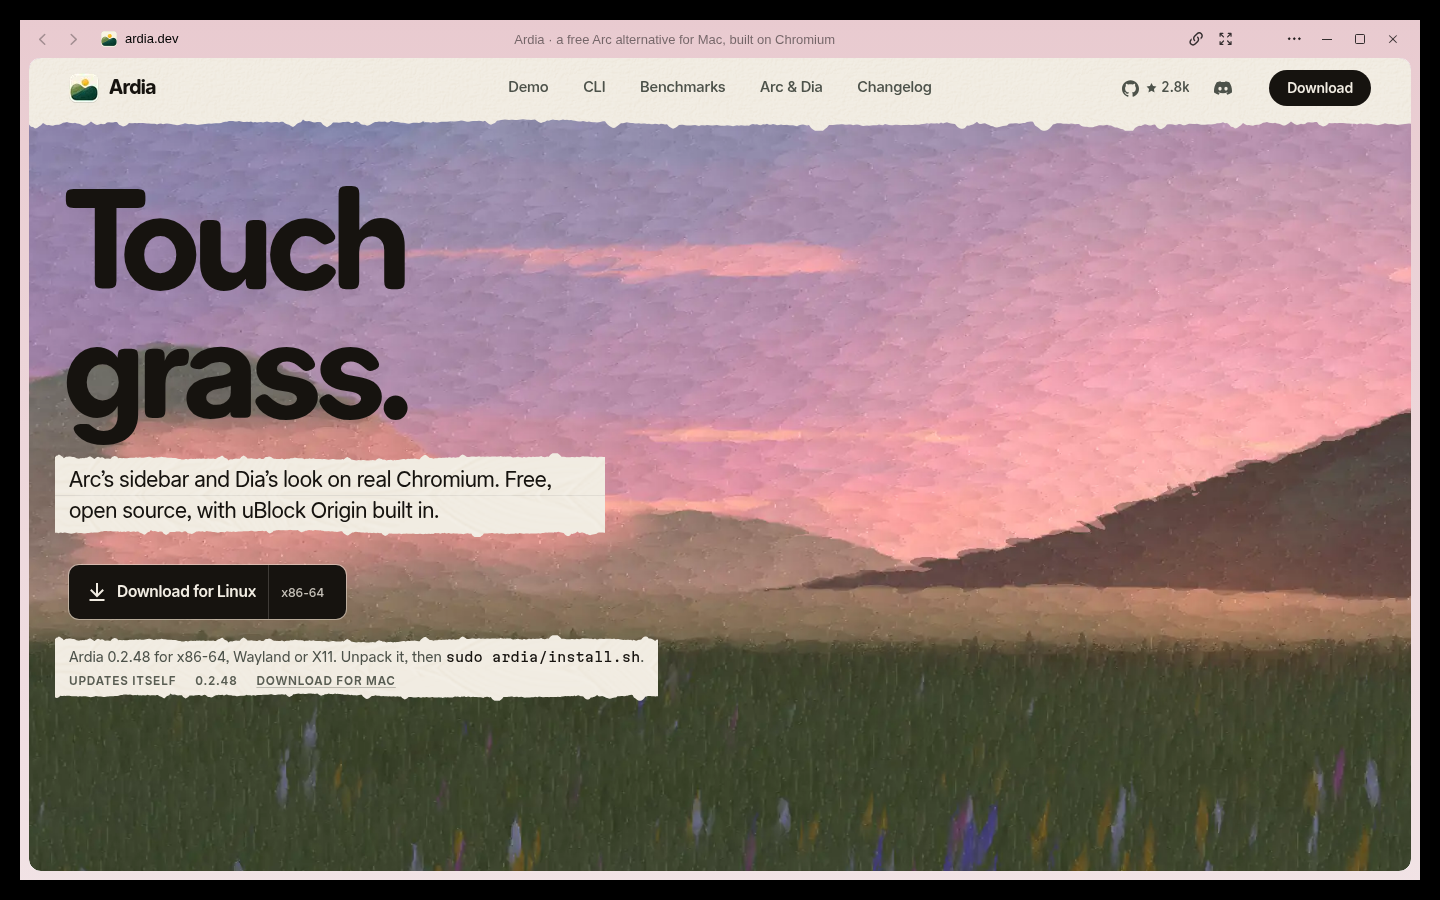 ardia.dev
Ardia · a free Arc alternative for Mac, built on Chromium
Ardia
Demo
CLI
Benchmarks
Arc & Dia
Changelog
★ 2.8k
Download
Touch
grass.
Arc’s sidebar and Dia’s look on real Chromium. Free,
open source, with uBlock Origin built in.
Download for Linux
x86-64
Ardia 0.2.48 for x86-64, Wayland or X11. Unpack it, then sudo ardia/install.sh.
UPDATES ITSELF
0.2.48
DOWNLOAD FOR MAC